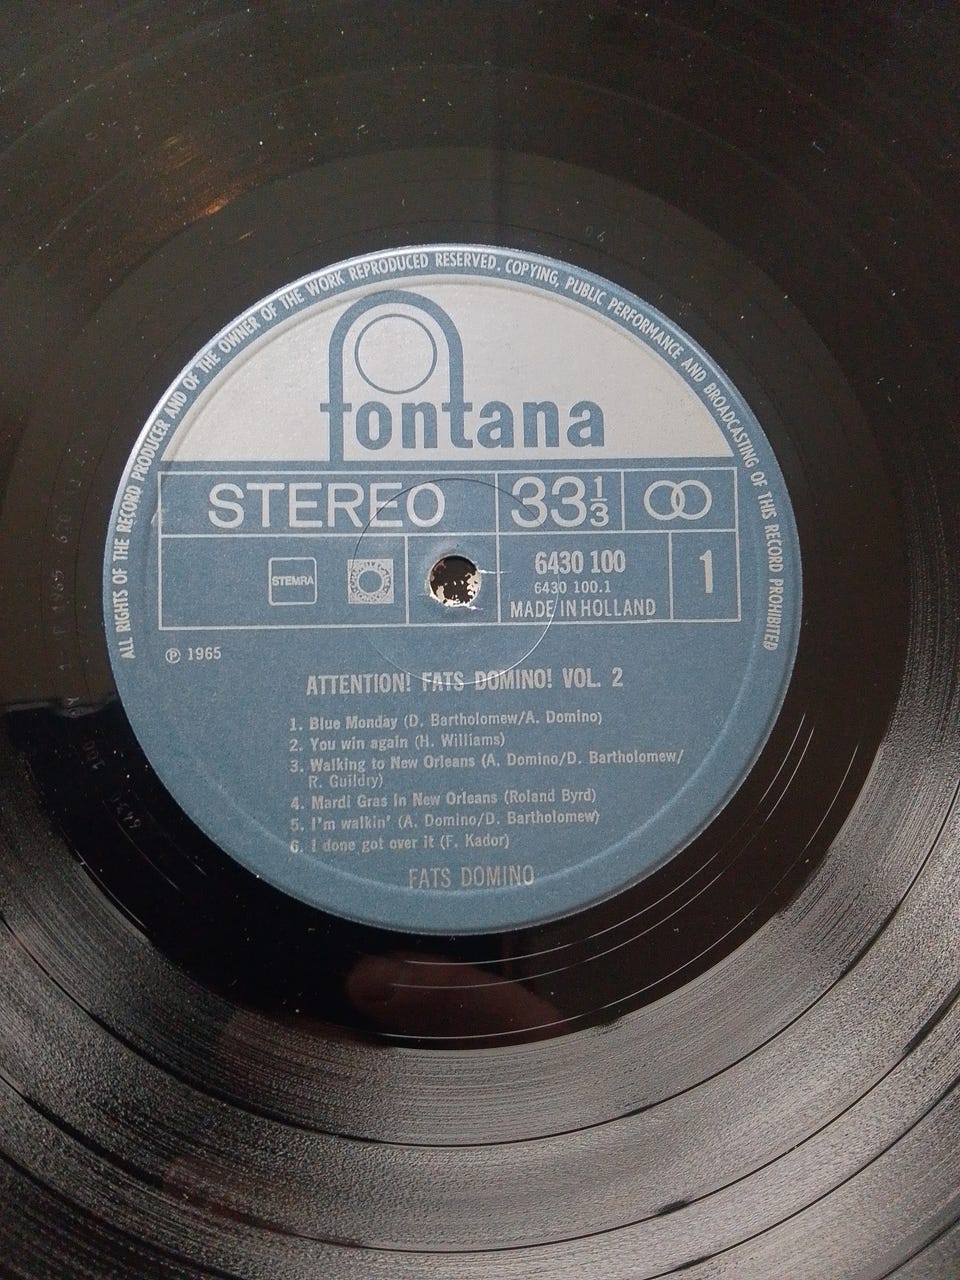 ALL RIGHTS OF THE RECORD PRODUCER AND OF THE OWNER OF THE WORK REPRODUCED RESERVED. COPYING, PUBLIC PERFORMANCE AND BROADCASTING OF THIS RECORD PROHIBITED
fontana
STEREO 33 1/3
STEMRA 6430 100 1
6430 100.1
MADE IN HOLLAND
℗ 1965
ATTENTION! FATS DOMINO! VOL. 2
1. Blue Monday (D. Bartholomew/A. Domino)
2. You win again (H. Williams)
3. Walking to New Orleans (A. Domino/D. Bartholomew/
R. Guildry)
4. Mardi Gras In New Orleans (Roland Byrd)
5. I'm walkin' (A. Domino/D. Bartholomew)
6. I done got over it (F. Kador)
FATS DOMINO